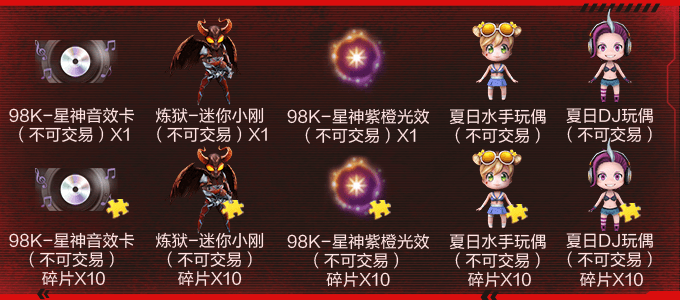 98K-星神音效卡 炼狱-迷你小刚 98K-星神紫橙光效 夏日水手玩偶 夏日DJ玩偶
（不可交易）X1 （不可交易）X1 （不可交易）X1 （不可交易） （不可交易）
98K-星神音效卡 炼狱-迷你小刚 98K-星神紫橙光效 夏日水手玩偶 夏日DJ玩偶
（不可交易） （不可交易） （不可交易） （不可交易） （不可交易）
碎片X10 碎片X10 碎片X10 碎片X10 碎片X10